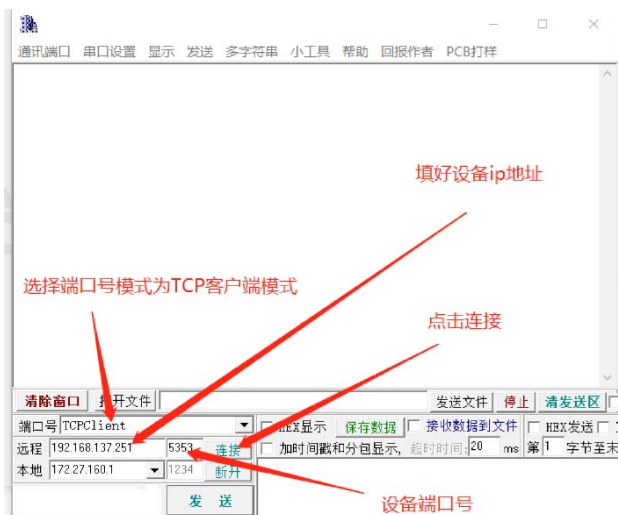 通讯端口 串口设置 显示 发送 多字符串 小工具 帮助 回报作者 PCB打样
填好设备ip地址
选择端口号模式为TCP客户端模式
点击连接
清除窗口 打开文件 发送文件 停止 清发送区
端口号 TCPClient HEX显示 保存数据 接收数据到文件 HEX发送
远程 192.168.137.251 5353 连接 加时间戳和分包显示, 超时时间:20 ms 第1 字节至末
本地 172.27.160.1 1234 断开
发 送
设备端口号